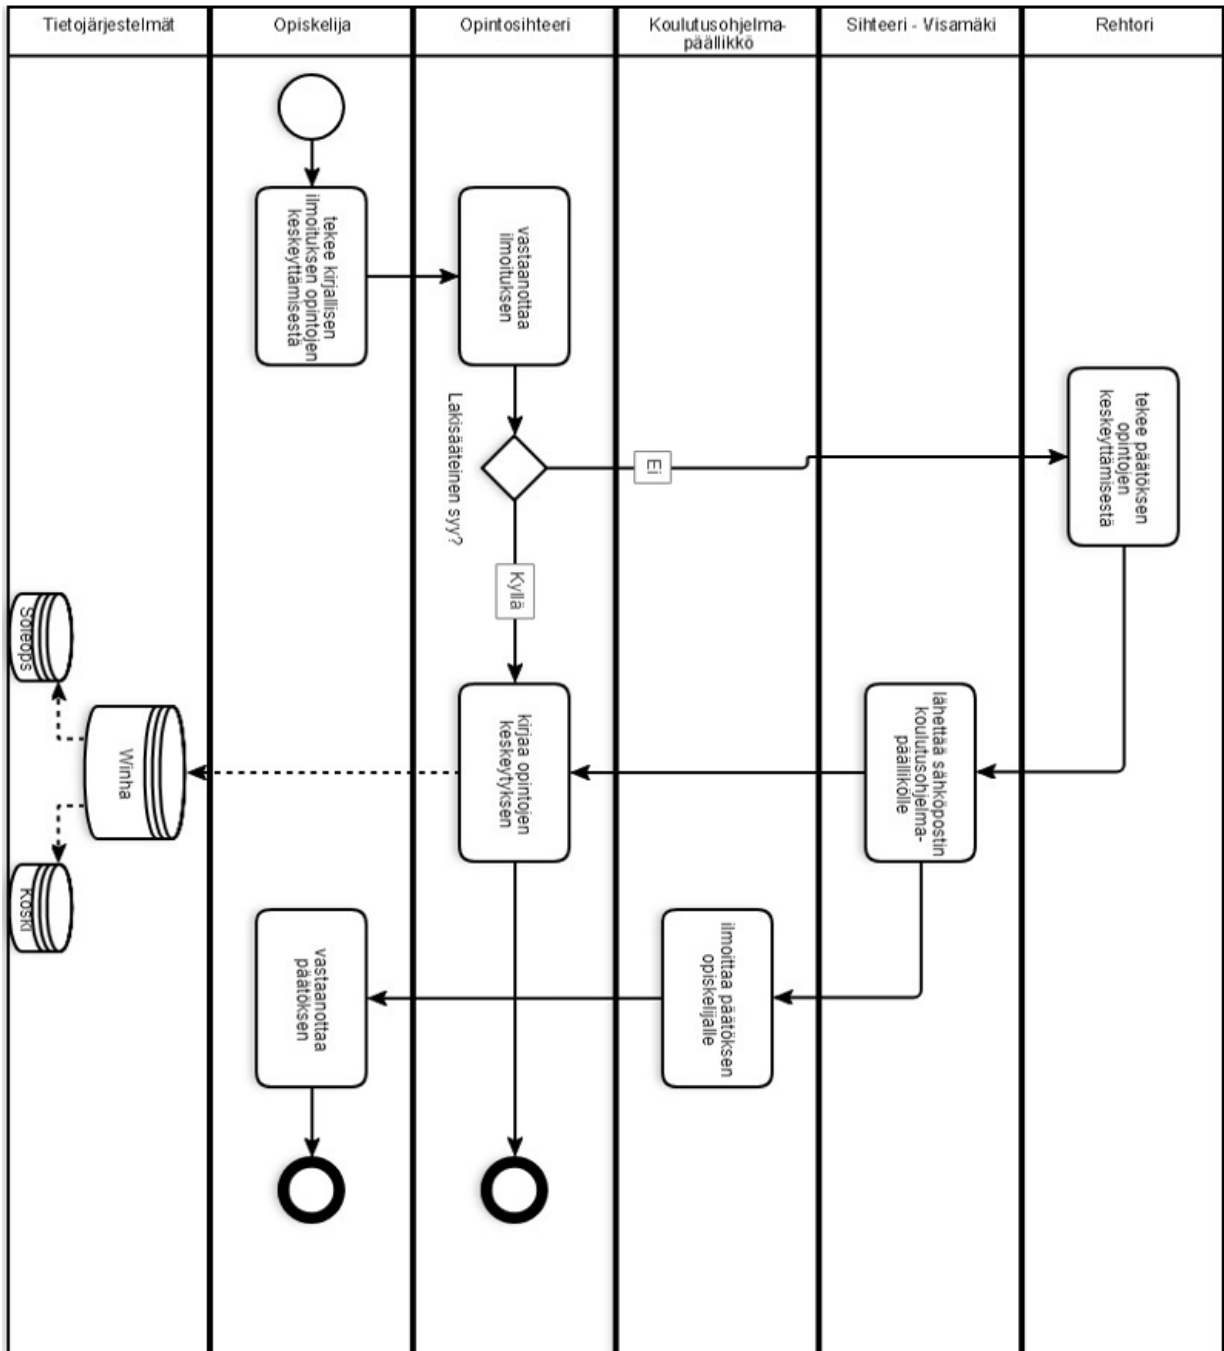 Tietojärjestelmät
Opiskelija
Opintosihteeri
Koulutusohjelma-
päällikkö
Sihteeri - Visamäki
Rehtori
tekee kirjallisen
ilmoituksen opintojen
keskeyttämisestä
vastaanottaa
ilmoituksen
Lakisääteinen syy?
Ei
tekee päätöksen
opintojen
keskeyttämisestä
Kyllä
Soleops
Winha
Koski
kirjaa opintojen
keskeytyksen
lähettää sähköpostin
koulutusohjelma-
päällikölle
vastaanottaa
päätöksen
ilmoittaa päätöksen
opiskelijalle